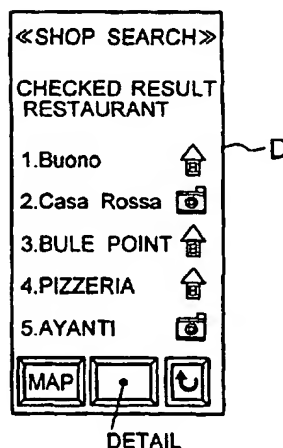 ≪SHOP SEARCH≫
CHECKED RESULT
RESTAURANT
1.Buono
D
2.Casa Rossa
3.BULE POINT
4.PIZZERIA
5.AYANTI
MAP
DETAIL